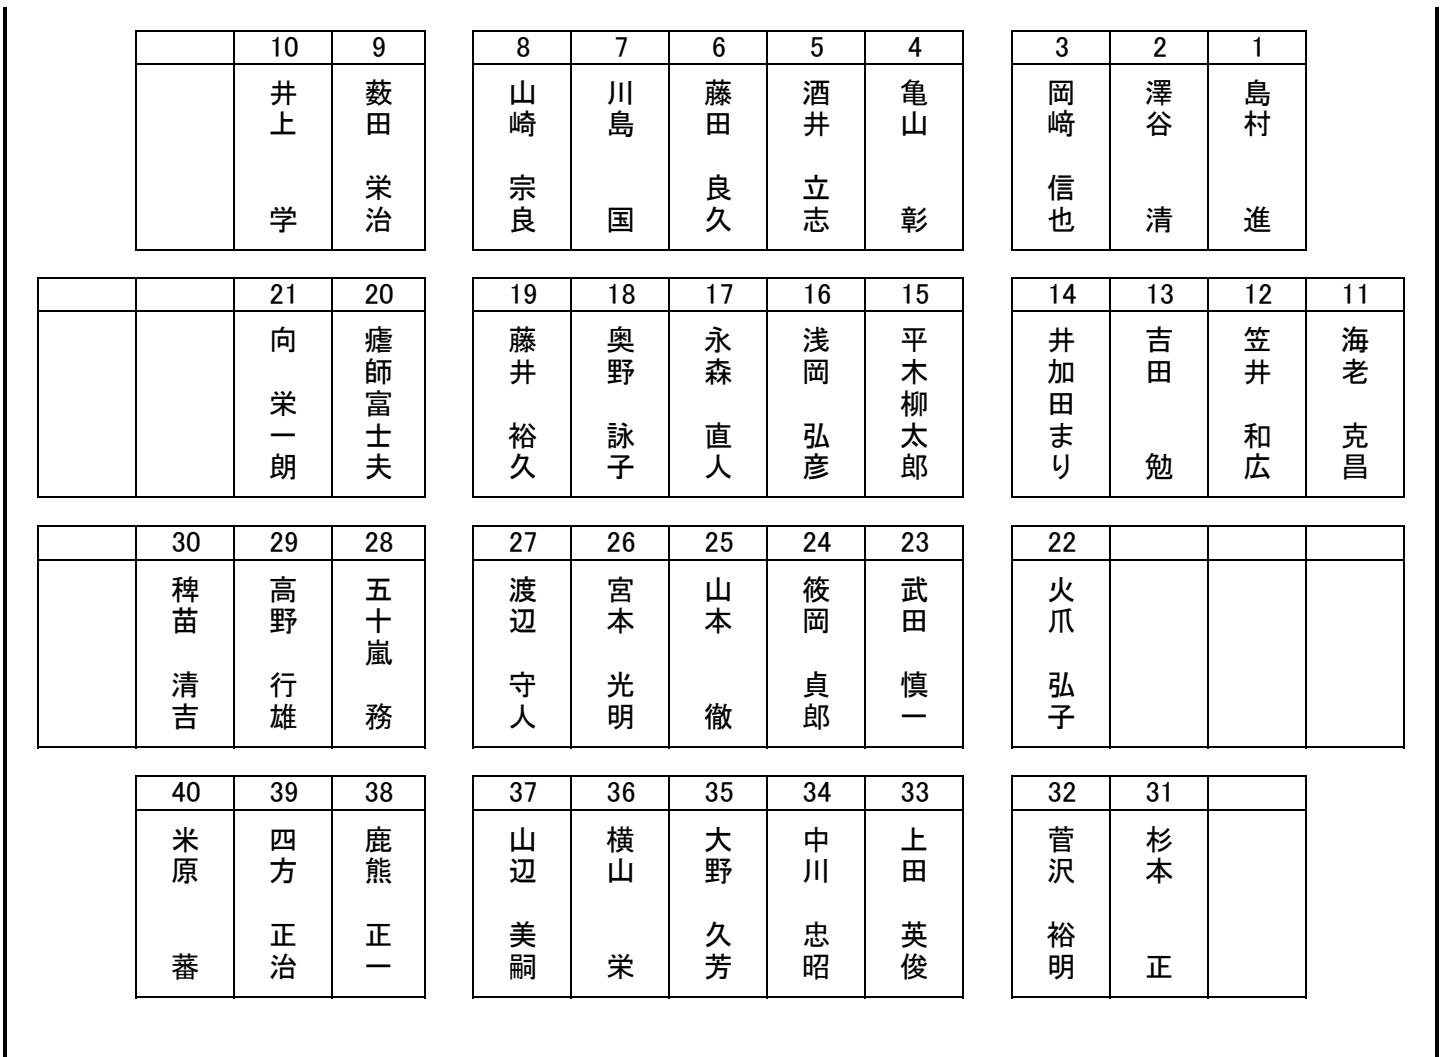 10 9 8 7 6 5 4 3 2 1
井上 学
薮田 栄治
山崎 宗良
川島 国
藤田 良久
酒井 立志
亀山 彰
岡﨑 信也
澤谷 清
島村 進
21 20 19 18 17 16 15 14 13 12 11
向 栄一朗
瘧師富士夫
藤井 裕久
奥野 詠子
永森 直人
浅岡 弘彦
平木柳太郎
井加田まり
吉田 勉
笠井 和広
海老 克昌
30 29 28 27 26 25 24 23 22
稗苗 清吉
高野 行雄
五十嵐 務
渡辺 守人
宮本 光明
山本 徹
筱岡 貞郎
武田 慎一
火爪 弘子
40 39 38 37 36 35 34 33 32 31
米原 蕃
四方 正治
鹿熊 正一
山辺 美嗣
横山 栄
大野 久芳
中川 忠昭
上田 英俊
菅沢 裕明
杉本 正